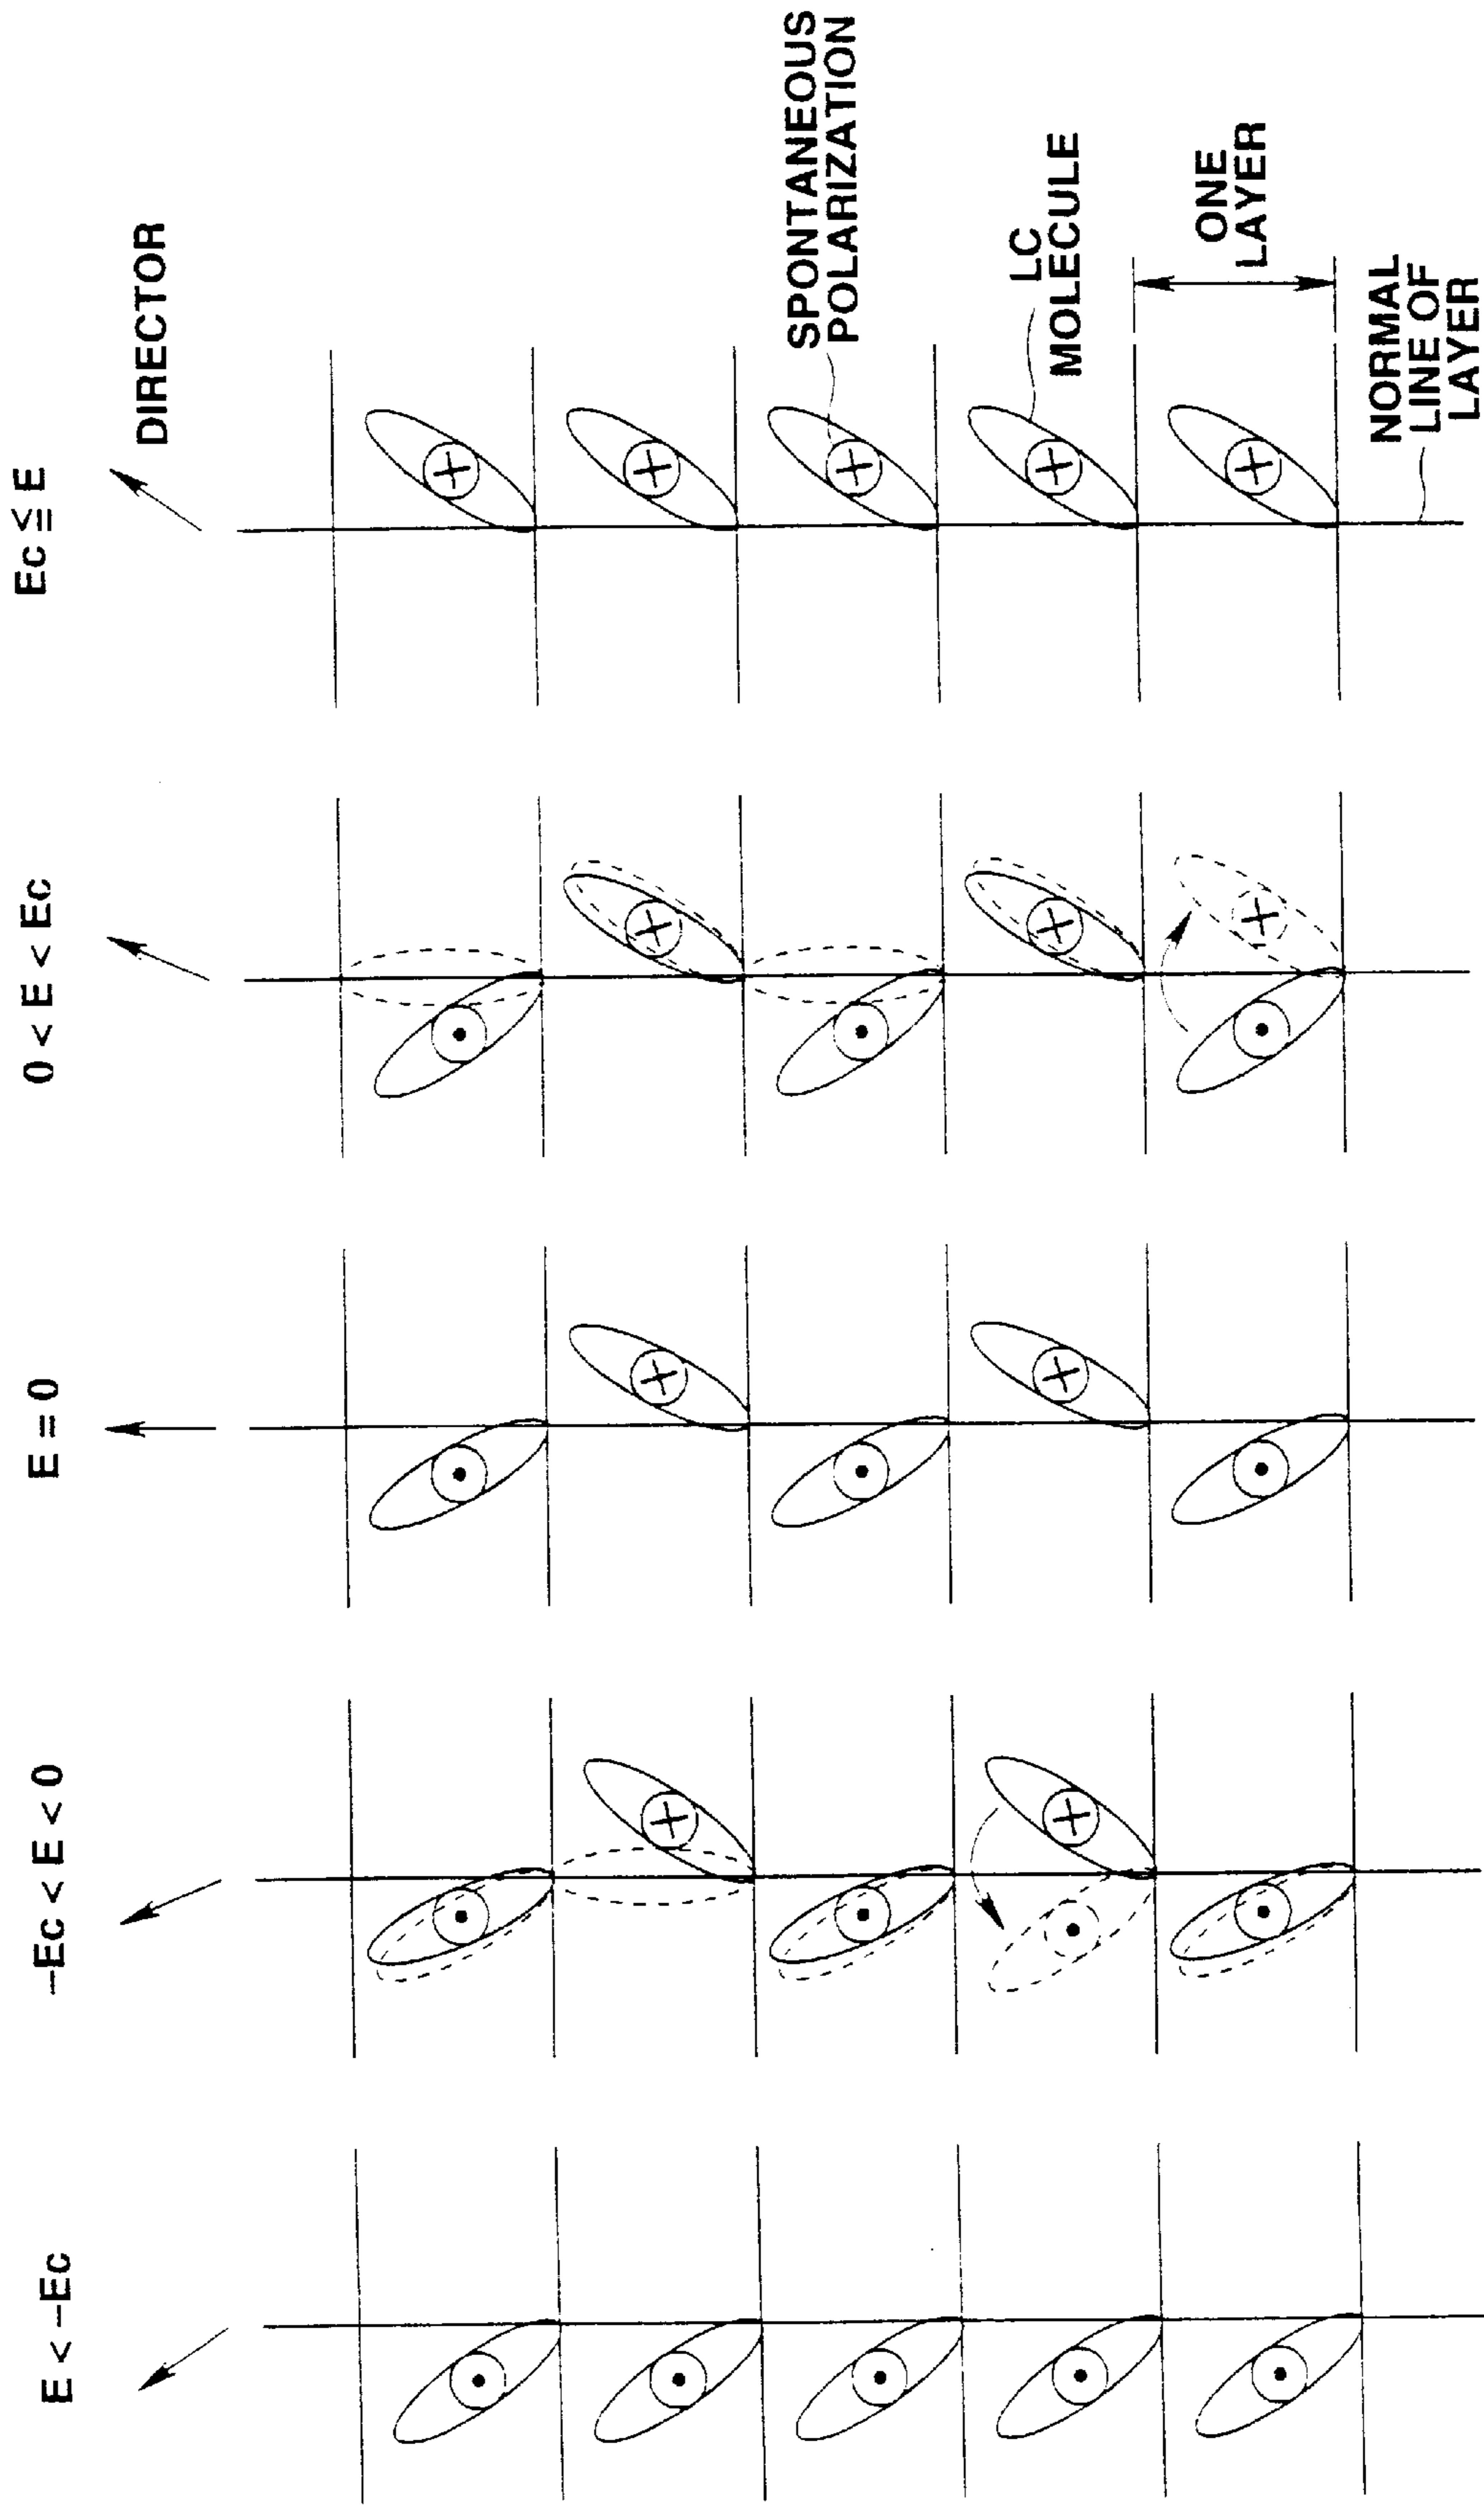 E < –EC
–EC < E < 0
E = 0
0 < E < EC
EC ≦ E
DIRECTOR
SPONTANEOUS
POLARIZATION
LC
MOLECULE
ONE
LAYER
NORMAL
LINE OF
LAYER